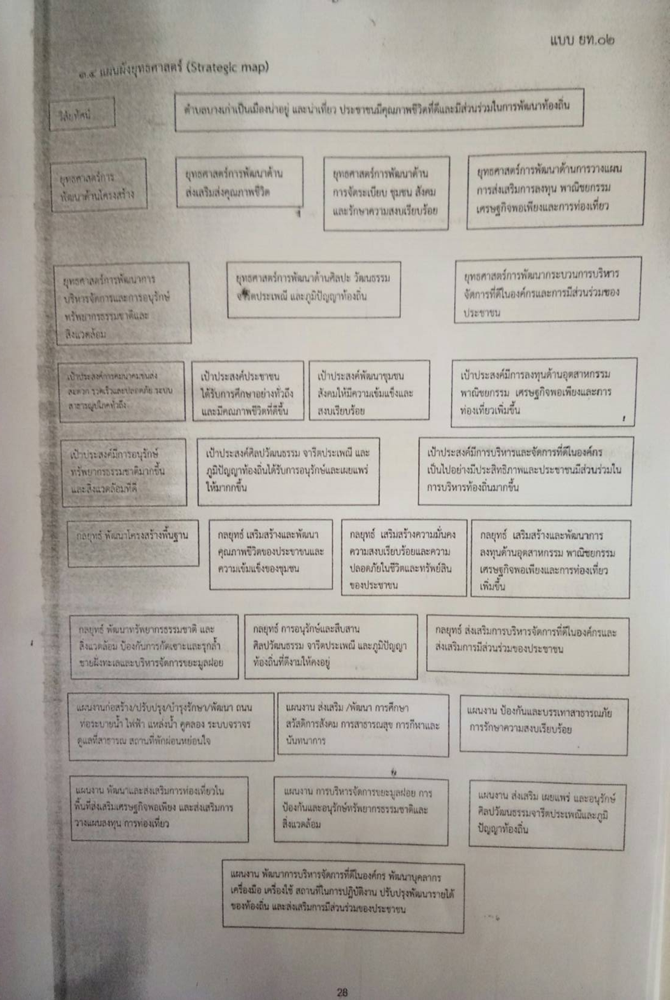 แบบ ยท.๐๒
๓.๔ แผนผังยุทธศาสตร์ (Strategic map)
วิสัยทัศน์
ตำบลบางเก่าเป็นเมืองน่าอยู่ และน่าเที่ยว ประชาชนมีคุณภาพชีวิตที่ดีและมีส่วนร่วมในการพัฒนาท้องถิ่น
ยุทธศาสตร์การ
พัฒนาด้านโครงสร้าง
ยุทธศาสตร์การพัฒนาด้าน
ส่งเสริมส่งคุณภาพชีวิต
ยุทธศาสตร์การพัฒนาด้าน
การจัดระเบียบ ชุมชน สังคม
และรักษาความสงบเรียบร้อย
ยุทธศาสตร์การพัฒนาด้านการวางแผน
การส่งเสริมการลงทุน พาณิชยกรรม
เศรษฐกิจพอเพียงและการท่องเที่ยว
ยุทธศาสตร์การพัฒนาการ
บริหารจัดการและการอนุรักษ์
ทรัพยากรธรรมชาติและ
สิ่งแวดล้อม
ยุทธศาสตร์การพัฒนาด้านศิลปะ วัฒนธรรม
จารีตประเพณี และภูมิปัญญาท้องถิ่น
ยุทธศาสตร์การพัฒนากระบวนการบริหาร
จัดการที่ดีในองค์กรและการมีส่วนร่วมของ
ประชาชน
เป้าประสงค์การคมนาคมขนส่ง
สะดวก รวดเร็วและปลอดภัย ระบบ
สาธารณูปโภคทั่วถึง
เป้าประสงค์ประชาชน
ได้รับการศึกษาอย่างทั่วถึง
และมีคุณภาพชีวิตที่ดีขึ้น
เป้าประสงค์พัฒนาชุมชน
สังคมให้มีความเข้มแข็งและ
สงบเรียบร้อย
เป้าประสงค์มีการลงทุนด้านอุตสาหกรรม
พาณิชยกรรม เศรษฐกิจพอเพียงและการ
ท่องเที่ยวเพิ่มขึ้น
เป้าประสงค์มีการอนุรักษ์
ทรัพยากรธรรมชาติมากขึ้น
และสิ่งแวดล้อมที่ดี
เป้าประสงค์ศิลปวัฒนธรรม จารีตประเพณี และ
ภูมิปัญญาท้องถิ่นได้รับการอนุรักษ์และเผยแพร่
ให้มากกขึ้น
เป้าประสงค์มีการบริหารและจัดการที่ดีในองค์กร
เป็นไปอย่างมีประสิทธิภาพและประชาชนมีส่วนร่วมใน
การบริหารท้องถิ่นมากขึ้น
กลยุทธ์ พัฒนาโครงสร้างพื้นฐาน
กลยุทธ์ เสริมสร้างและพัฒนา
คุณภาพชีวิตของประชาชนและ
ความเข้มแข็งของชุมชน
กลยุทธ์ เสริมสร้างความมั่นคง
ความสงบเรียบร้อยและความ
ปลอดภัยในชีวิตและทรัพย์สิน
ของประชาชน
กลยุทธ์ เสริมสร้างและพัฒนาการ
ลงทุนด้านอุตสาหกรรม พาณิชยกรรม
เศรษฐกิจพอเพียงและการท่องเที่ยว
เพิ่มขึ้น
กลยุทธ์ พัฒนาทรัพยากรธรรมชาติ และ
สิ่งแวดล้อม ป้องกันการกัดเซาะและรุกล้ำ
ชายฝั่งทะเลและบริหารจัดการขยะมูลฝอย
กลยุทธ์ การอนุรักษ์และสืบสาน
ศิลปวัฒนธรรม จารีตประเพณี และภูมิปัญญา
ท้องถิ่นที่ดีงามให้คงอยู่
กลยุทธ์ ส่งเสริมการบริหารจัดการที่ดีในองค์กรและ
ส่งเสริมการมีส่วนร่วมของประชาชน
แผนงานก่อสร้าง/ปรับปรุง/บำรุงรักษา/พัฒนา ถนน
ท่อระบายน้ำ ไฟฟ้า แหล่งน้ำ คูคลอง ระบบจราจร
ดูแลที่สาธารณ สถานที่พักผ่อนหย่อนใจ
แผนงาน ส่งเสริม /พัฒนา การศึกษา
สวัสดิการสังคม การสาธารณสุข การกีฬาและ
นันทนาการ
แผนงาน ป้องกันและบรรเทาสาธารณภัย
การรักษาความสงบเรียบร้อย
แผนงาน พัฒนาและส่งเสริมการท่องเที่ยวใน
พื้นที่ส่งเสริมเศรษฐกิจพอเพียง และส่งเสริมการ
วางแผนลงทุน การท่องเที่ยว
แผนงาน การบริหารจัดการขยะมูลฝอย การ
ป้องกันและอนุรักษ์ทรัพยากรธรรมชาติและ
สิ่งแวดล้อม
แผนงาน ส่งเสริม เผยแพร่ และอนุรักษ์
ศิลปวัฒนธรรมจารีตประเพณีและภูมิ
ปัญญาท้องถิ่น
แผนงาน พัฒนาการบริหารจัดการที่ดีในองค์กร พัฒนาบุคลากร
เครื่องมือ เครื่องใช้ สถานที่ในการปฏิบัติงาน ปรับปรุงพัฒนารายได้
ของท้องถิ่น และส่งเสริมการมีส่วนร่วมของประชาชน
28